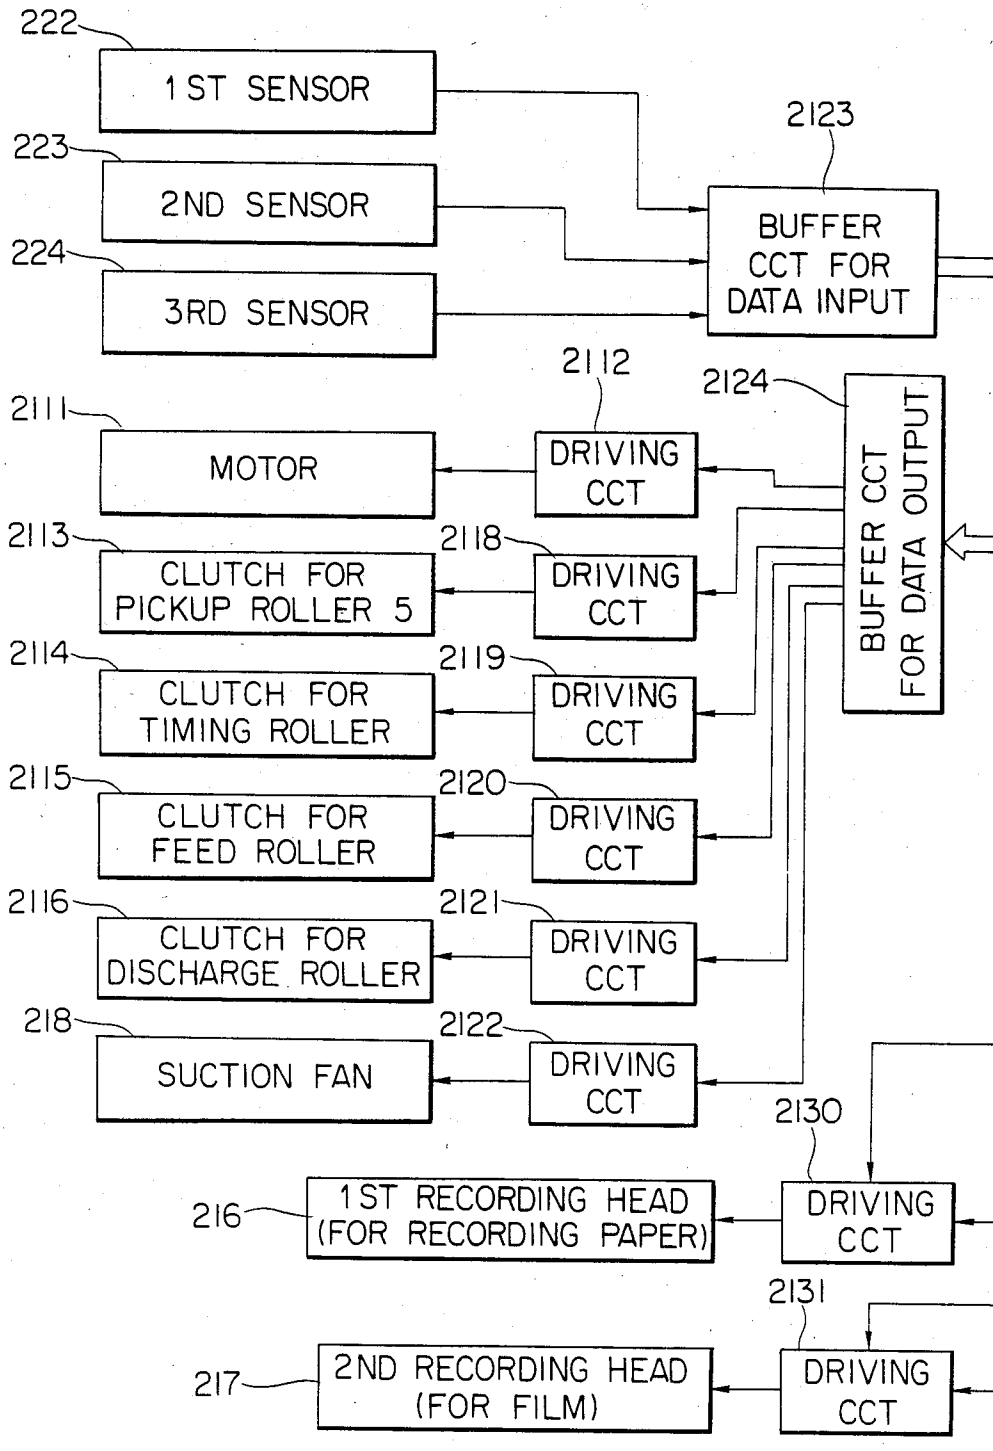 222
1ST SENSOR
2123
223
2ND SENSOR
BUFFER
CCT FOR
DATA INPUT
224
3RD SENSOR
2112
2124
2111
MOTOR
DRIVING
CCT
BUFFER CCT
FOR DATA OUTPUT
2113
CLUTCH FOR
PICKUP ROLLER 5
2118
DRIVING
CCT
2114
CLUTCH FOR
TIMING ROLLER
2119
DRIVING
CCT
2115
CLUTCH FOR
FEED ROLLER
2120
DRIVING
CCT
2116
CLUTCH FOR
DISCHARGE ROLLER
2121
DRIVING
CCT
218
SUCTION FAN
2122
DRIVING
CCT
2130
216
1ST RECORDING HEAD
(FOR RECORDING PAPER)
DRIVING
CCT
2131
217
2ND RECORDING HEAD
(FOR FILM)
DRIVING
CCT